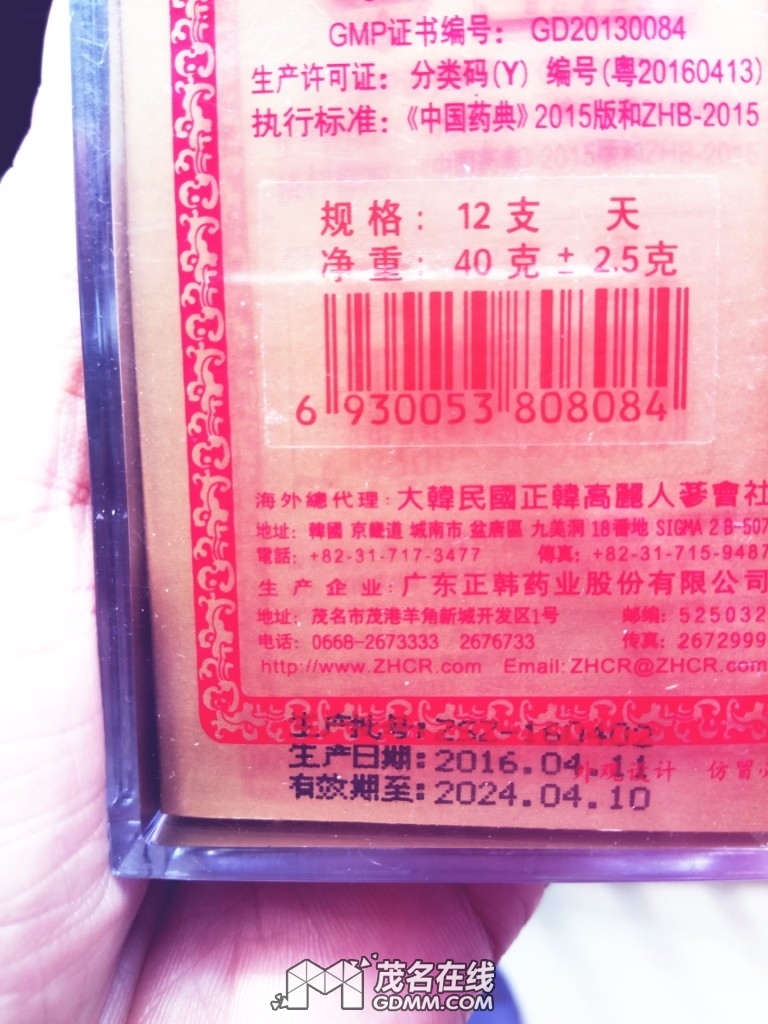 GMP证书编号： GD20130084
生产许可证： 分类码(Y) 编号(粤20160413)
执行标准：《中国药典》2015版和ZHB-2015
规格： 12支 天
净重： 40克±2.5克
6 930053 808084
海外總代理：大韓民國正韓高麗人蔘會社
地址：韓國 京畿道 城南市 盆唐區 九美洞 18番地 SIGMA 2 B-507
電話：+82-31-717-3477 傳真：+82-31-715-9487
生产企业：广东正韩药业股份有限公司
地址：茂名市茂港羊角新城开发区1号 邮编：525032
电话：0668-2673333 2676733 传真：2672999
http://www.ZHCR.com Email:ZHCR@ZHCR.com
生产批号:
生产日期:2016.04.11
外观设计 仿冒
有效期至:2024.04.10
茂名在线
GDMM.COM